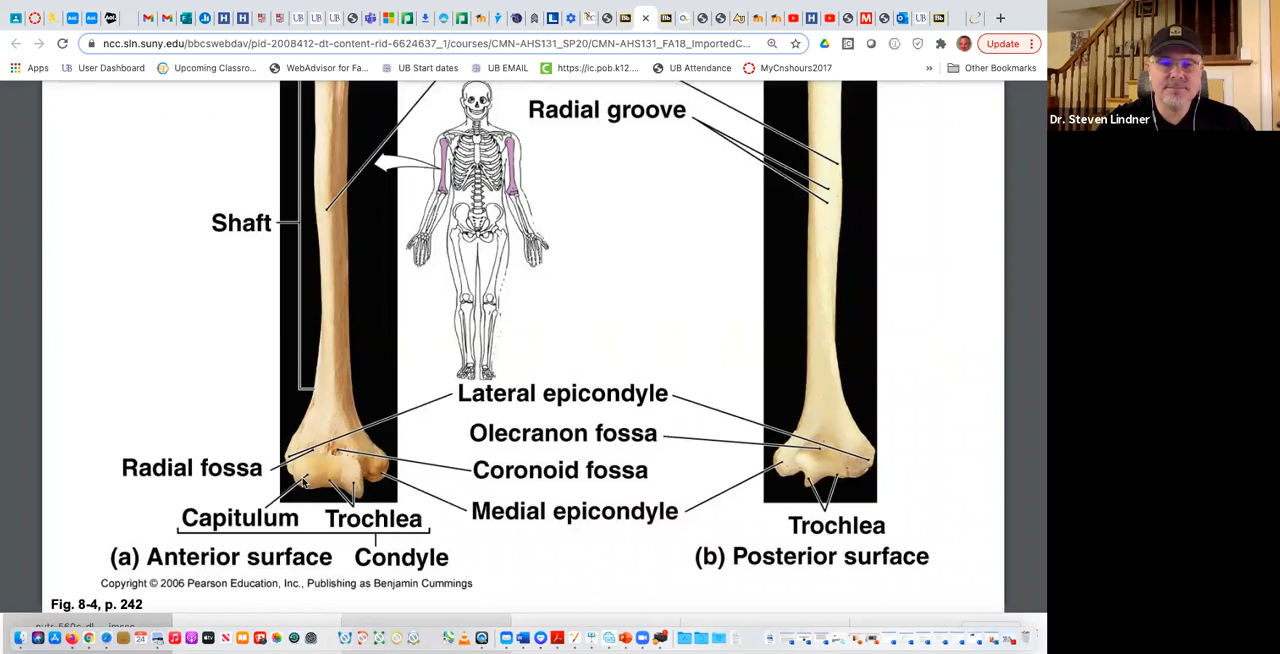 ncc.sln.suny.edu/bbcswebdav/pid-2008412-dt-content-rid-6624637_1/courses/CMN-AHS131_SP20/CMN-AHS131_FA18_ImportedC...
Update
Apps
UB
User Dashboard
Upcoming Classro...
WebAdvisor for Fa...
UB
UB Start dates
UB
UB EMAIL
https://ic.pob.k12....
UB Attendance
MyCnshours2017
»
Other Bookmarks
Dr. Steven Lindner
Radial groove
Shaft
Lateral epicondyle
Olecranon fossa
Radial fossa
Coronoid fossa
Medial epicondyle
Capitulum
Trochlea
Trochlea
(a) Anterior surface
Condyle
(b) Posterior surface
Copyright © 2006 Pearson Education, Inc., Publishing as Benjamin Cummings
Fig. 8-4, p. 242